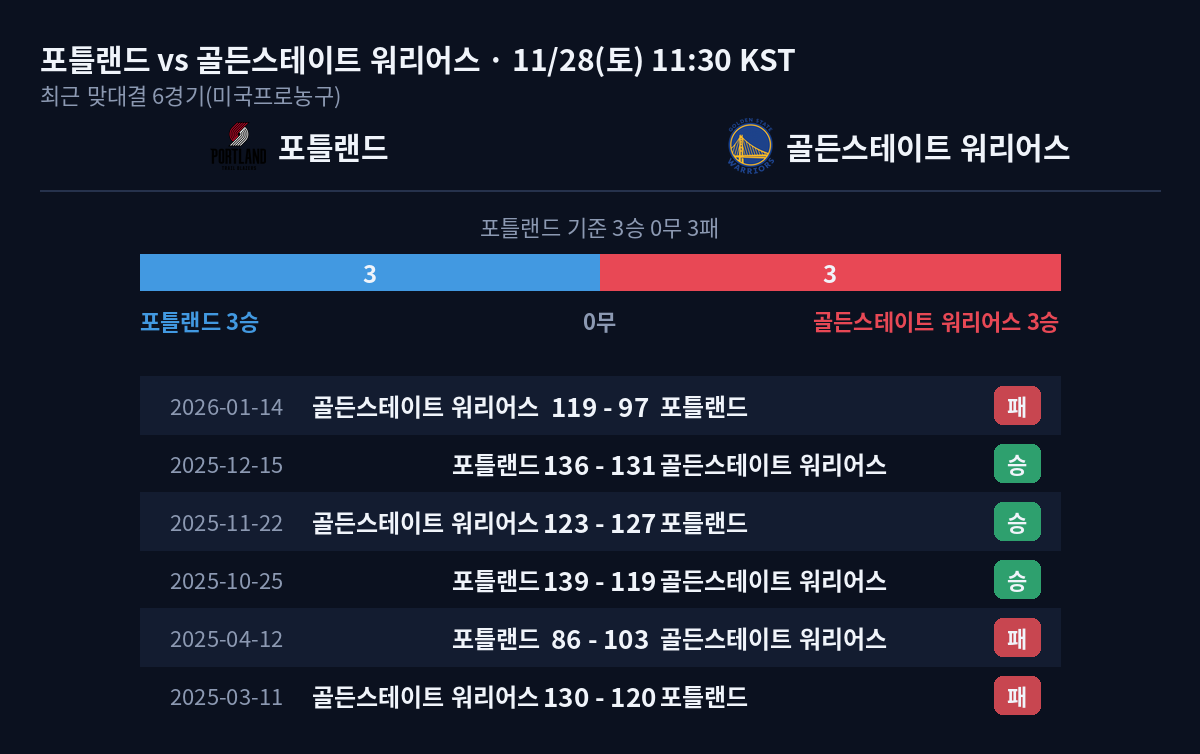 포틀랜드 vs 골든스테이트 워리어스 · 11/28(토) 11:30 KST
최근 맞대결 6경기(미국프로농구)
PORTLAND 포틀랜드
GOLDEN STATE WARRIORS 골든스테이트 워리어스
포틀랜드 기준 3승 0무 3패
3 3
포틀랜드 3승 0무 골든스테이트 워리어스 3승
2026-01-14 골든스테이트 워리어스 119 - 97 포틀랜드 패
2025-12-15 포틀랜드 136 - 131 골든스테이트 워리어스 승
2025-11-22 골든스테이트 워리어스 123 - 127 포틀랜드 승
2025-10-25 포틀랜드 139 - 119 골든스테이트 워리어스 승
2025-04-12 포틀랜드 86 - 103 골든스테이트 워리어스 패
2025-03-11 골든스테이트 워리어스 130 - 120 포틀랜드 패